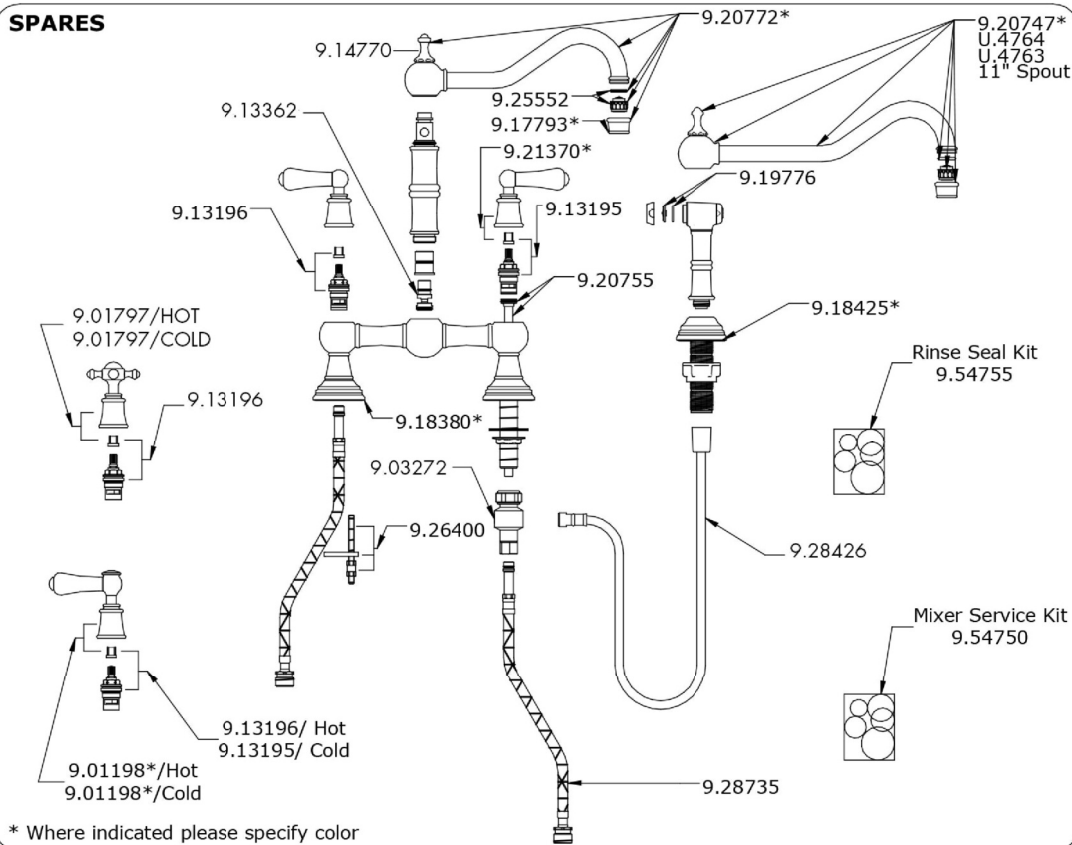 SPARES
9.20772*
9.20747*
U.4764
U.4763
11" Spout
9.14770
9.25552
9.13362
9.17793*
9.21370*
9.19776
9.13196
9.13195
9.20755
9.18425*
9.01797/HOT
9.01797/COLD
Rinse Seal Kit
9.54755
9.13196
9.18380*
9.03272
9.26400
9.28426
Mixer Service Kit
9.54750
9.13196/ Hot
9.13195/ Cold
9.01198*/Hot
9.01198*/Cold
9.28735
* Where indicated please specify color